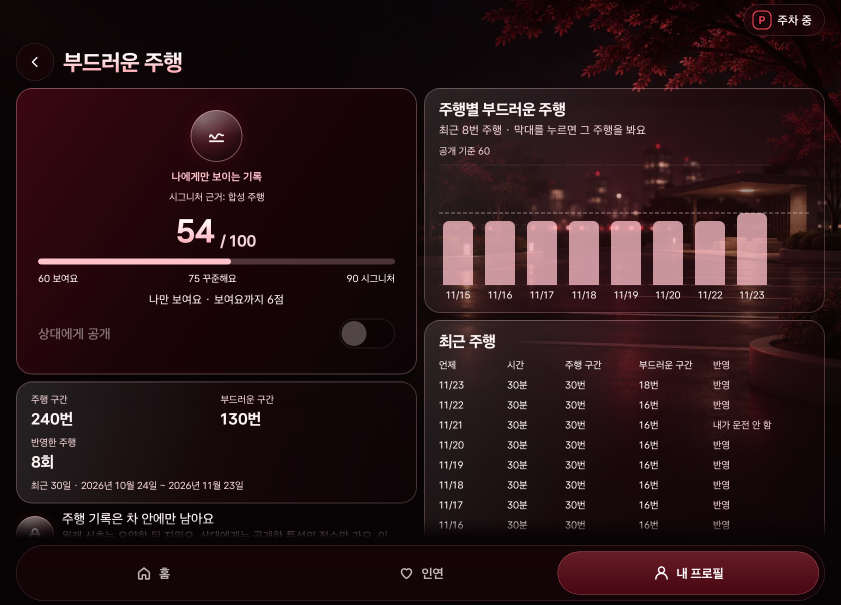 P 주차 중
부드러운 주행
나에게만 보이는 기록
시그니처 근거: 합성 주행
54 / 100
60 보여요 75 꾸준해요 90 시그니처
나만 보여요 · 보여요까지 6점
상대에게 공개
주행 구간 부드러운 구간
240번 130번
반영한 주행
8회
최근 30일 · 2026년 10월 24일 ~ 2026년 11월 23일
주행 기록은 차 안에만 남아요
주행별 부드러운 주행
최근 8번 주행 · 막대를 누르면 그 주행을 봐요
공개 기준 60
11/15 11/16 11/17 11/18 11/19 11/20 11/22 11/23
최근 주행
언제 시간 주행 구간 부드러운 구간 반영
11/23 30분 30번 18번 반영
11/22 30분 30번 16번 반영
11/21 30분 30번 16번 내가 운전 안 함
11/20 30분 30번 16번 반영
11/19 30분 30번 16번 반영
11/18 30분 30번 16번 반영
11/17 30분 30번 16번 반영
11/16 30분 30번 16번 반영
홈 인연 내 프로필